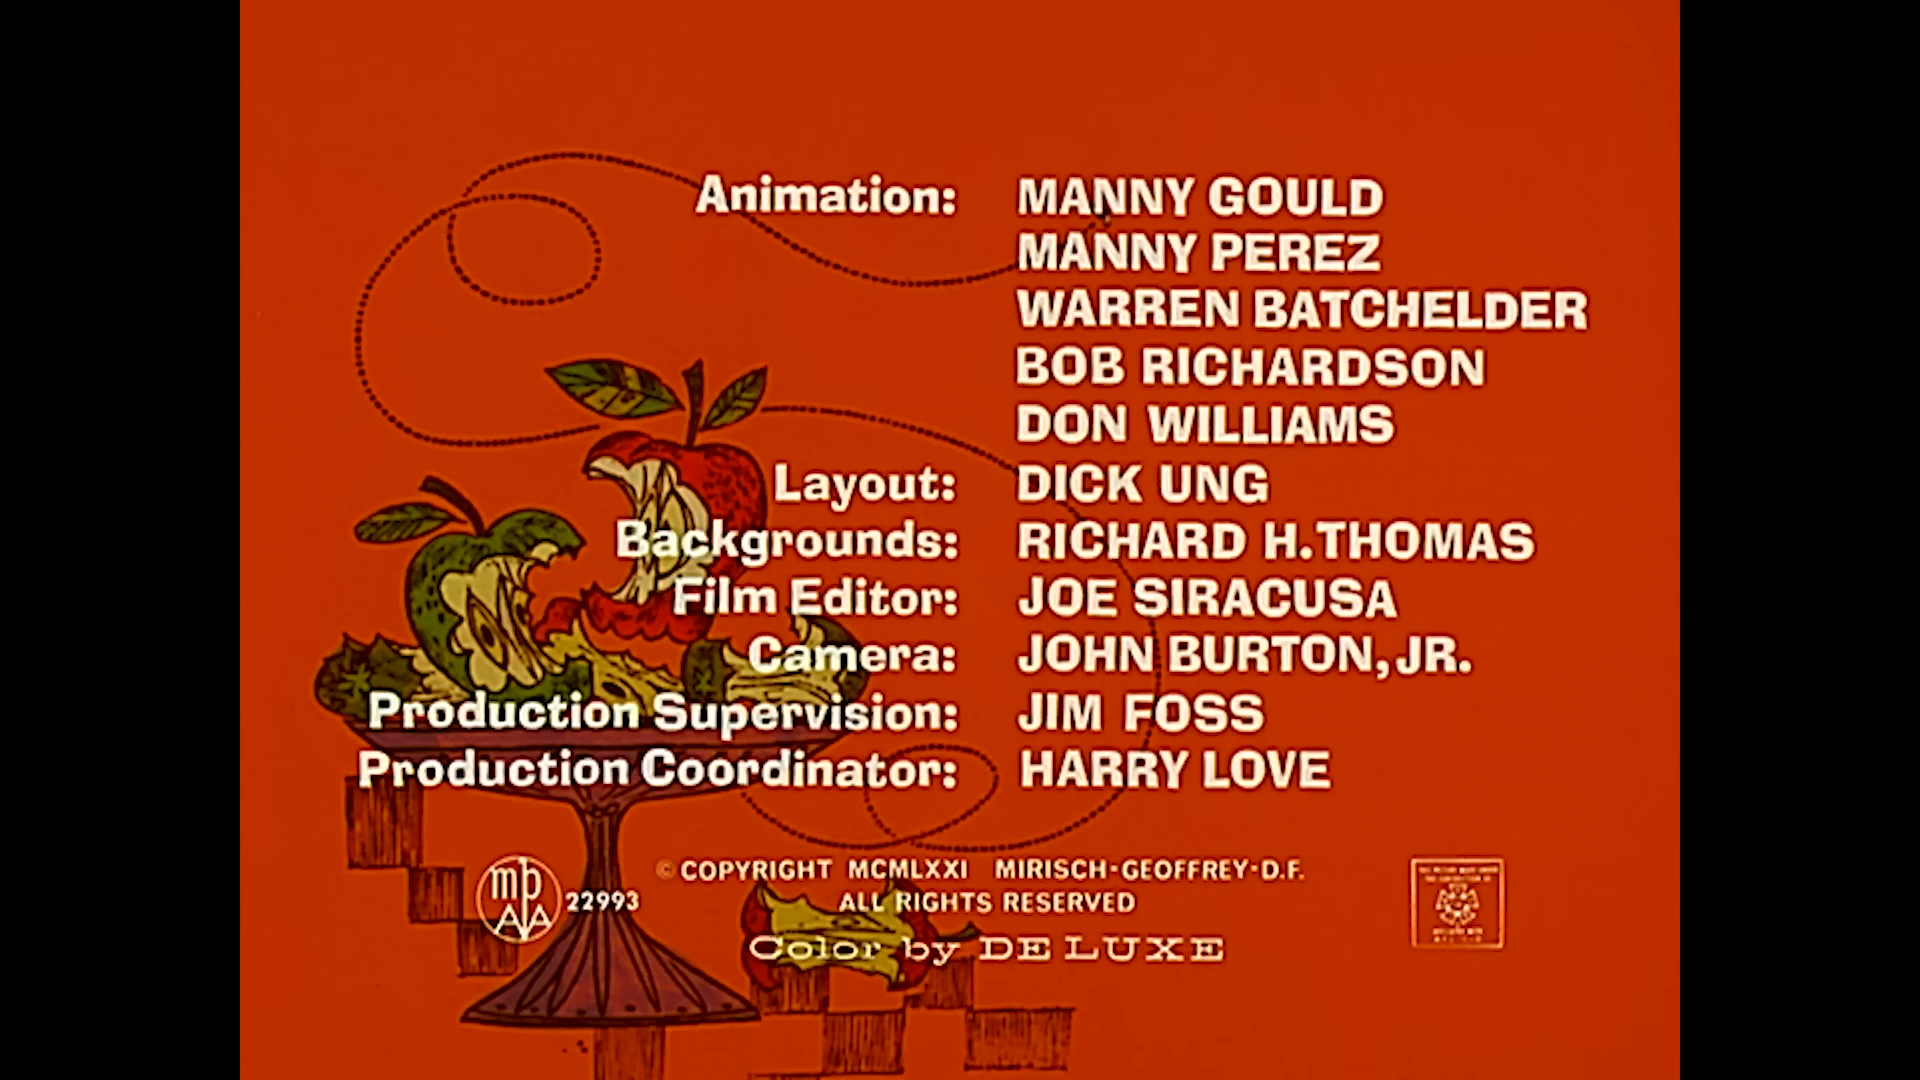 Animation: MANNY GOULD
MANNY PEREZ
WARREN BATCHELDER
BOB RICHARDSON
DON WILLIAMS
Layout: DICK UNG
Backgrounds: RICHARD H. THOMAS
Film Editor: JOE SIRACUSA
Camera: JOHN BURTON, JR.
Production Supervision: JIM FOSS
Production Coordinator: HARRY LOVE
© COPYRIGHT MCMLXXI MIRISCH-GEOFFREY-D.F.
mpAA 22993 ALL RIGHTS RESERVED
Color by DE LUXE